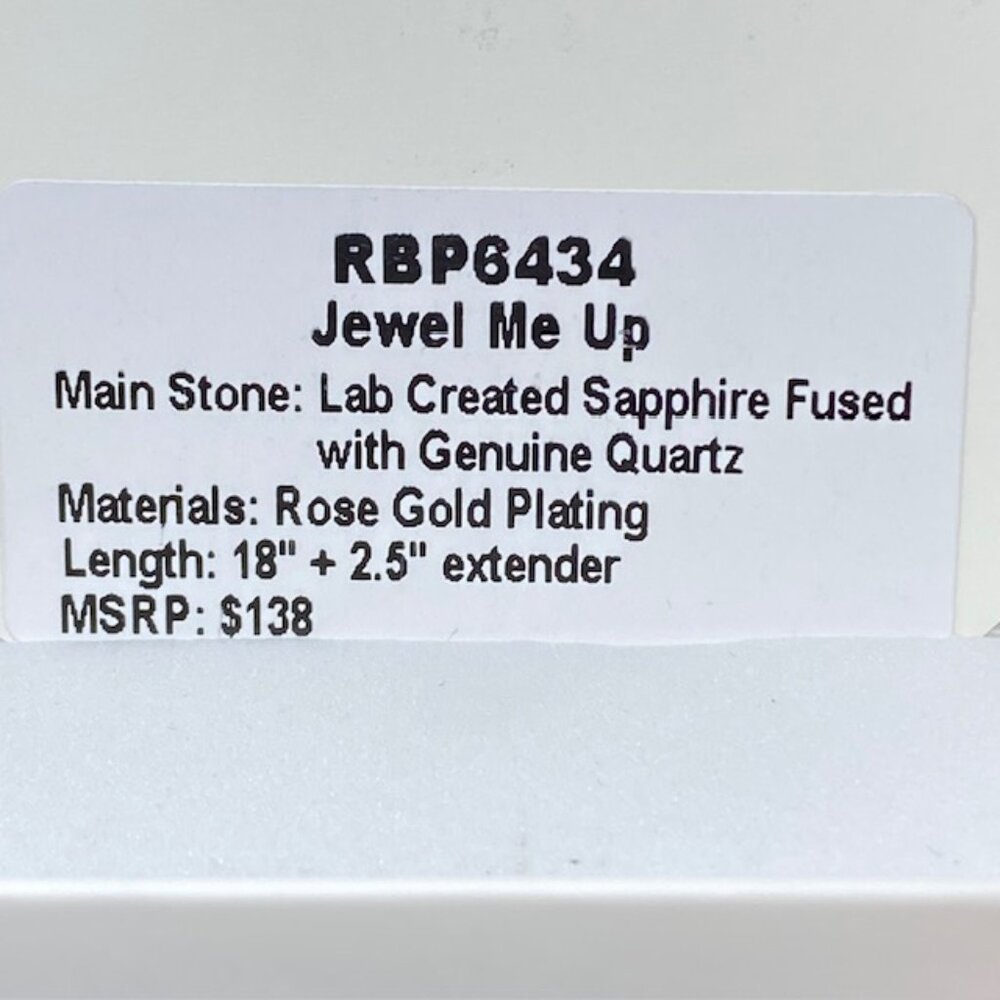 RBP6434
Jewel Me Up
Main Stone: Lab Created Sapphire Fused
with Genuine Quartz
Materials: Rose Gold Plating
Length: 18" + 2.5" extender
MSRP: $138